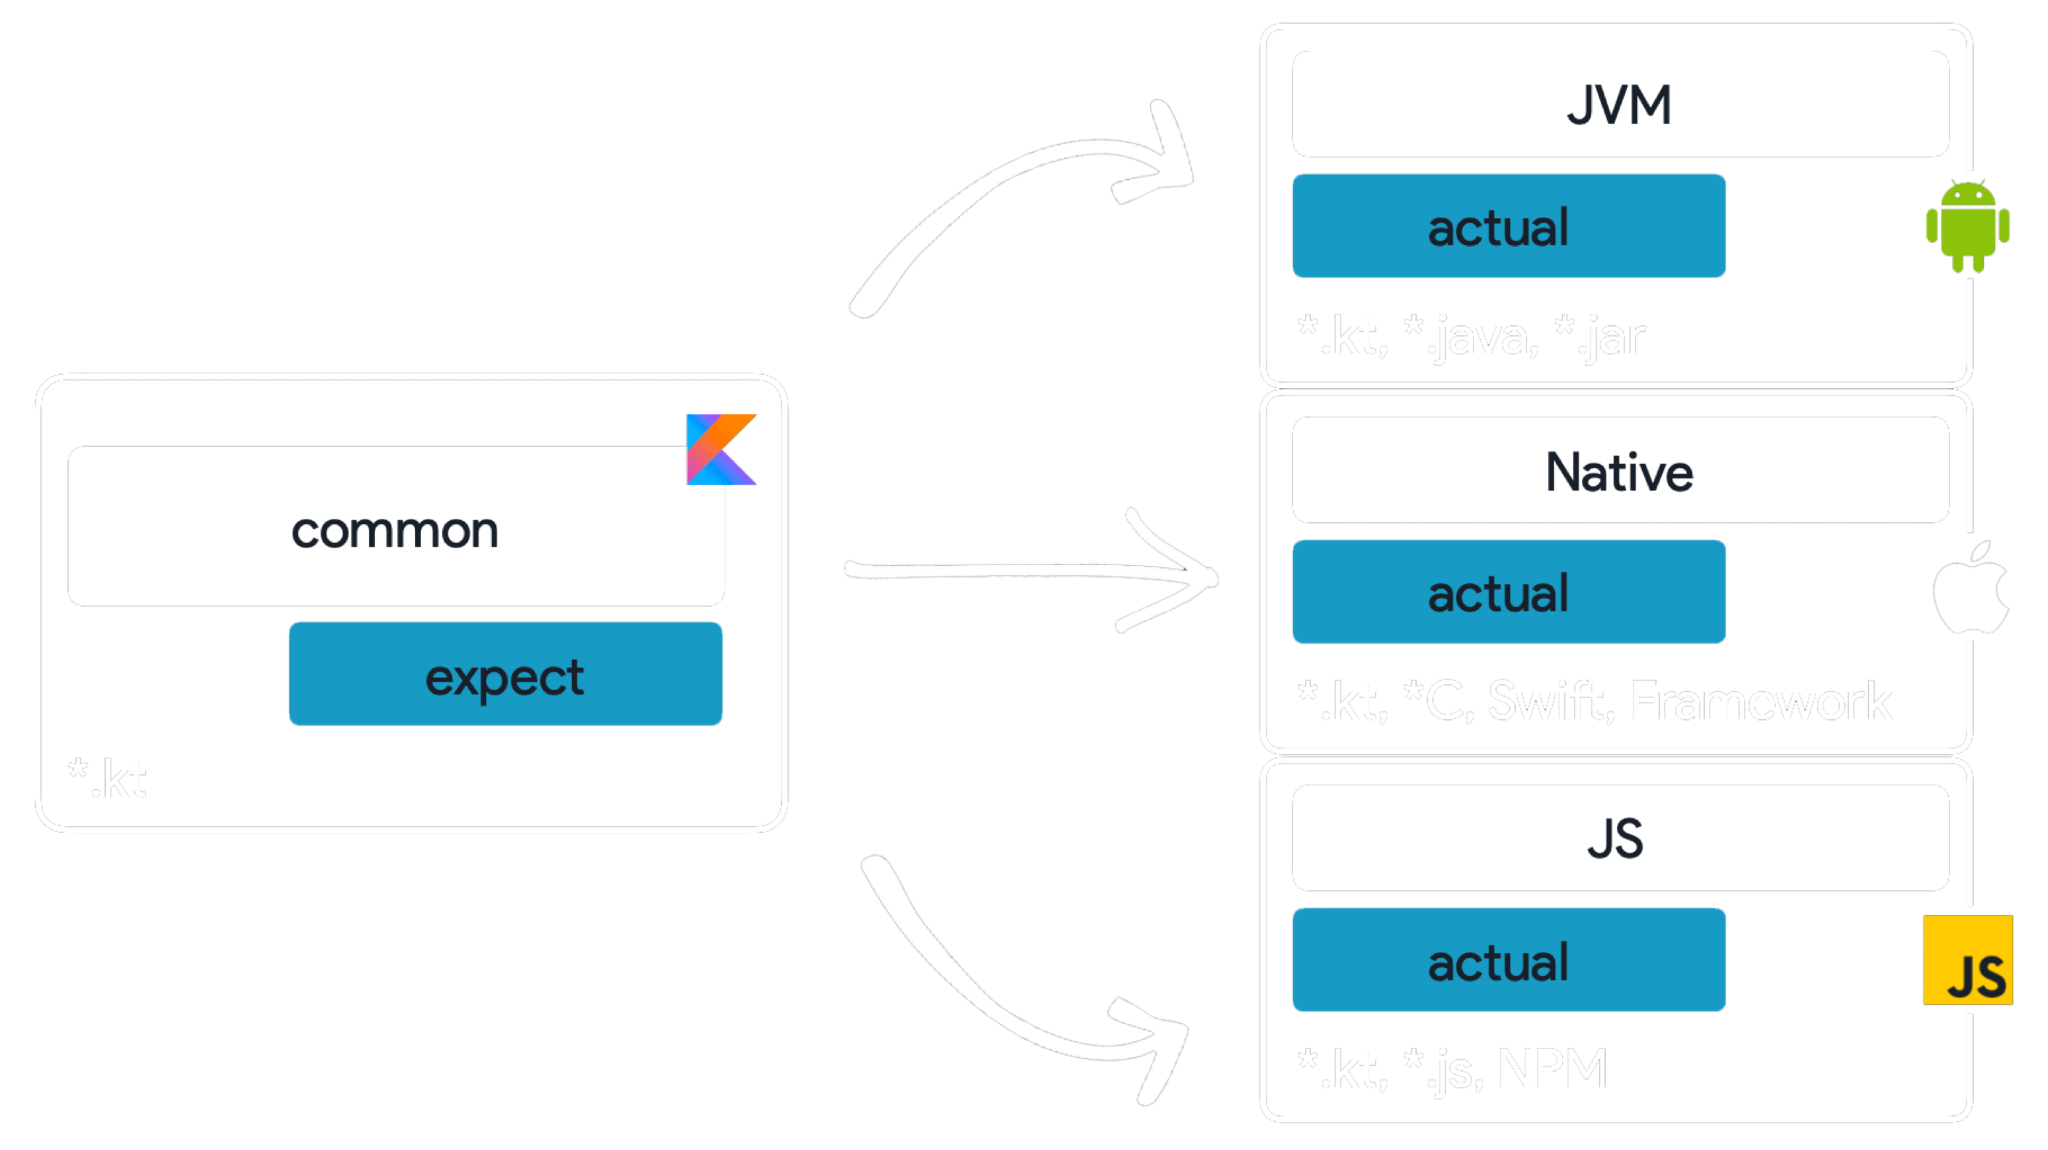 common
expect
*.kt
JVM
actual
*.kt, *.java, *.jar
Native
actual
*.kt, *C, Swift, Framework
JS
actual
JS
*.kt, *.js, NPM